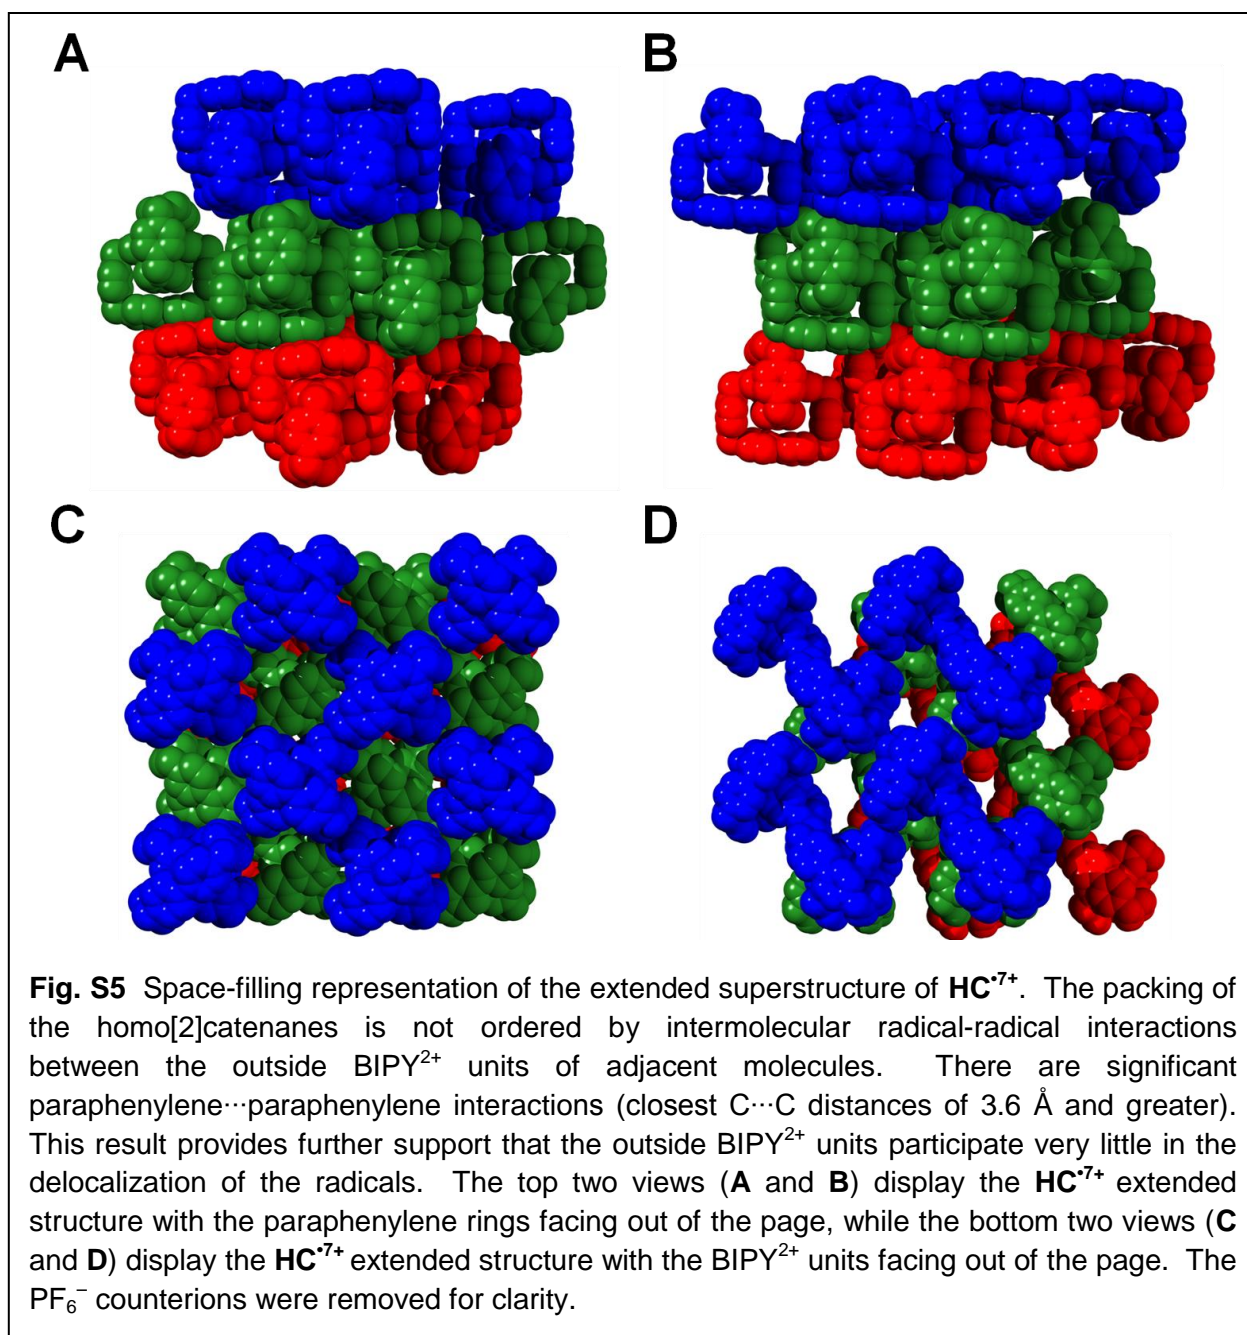 A
B
C
D
Fig. S5 Space-filling representation of the extended superstructure of HC•7+. The packing of
the homo[2]catenanes is not ordered by intermolecular radical-radical interactions
between the outside BIPY2+ units of adjacent molecules. There are significant
paraphenylene···paraphenylene interactions (closest C···C distances of 3.6 Å and greater).
This result provides further support that the outside BIPY2+ units participate very little in the
delocalization of the radicals. The top two views (A and B) display the HC•7+ extended
structure with the paraphenylene rings facing out of the page, while the bottom two views (C
and D) display the HC•7+ extended structure with the BIPY2+ units facing out of the page. The
PF6− counterions were removed for clarity.